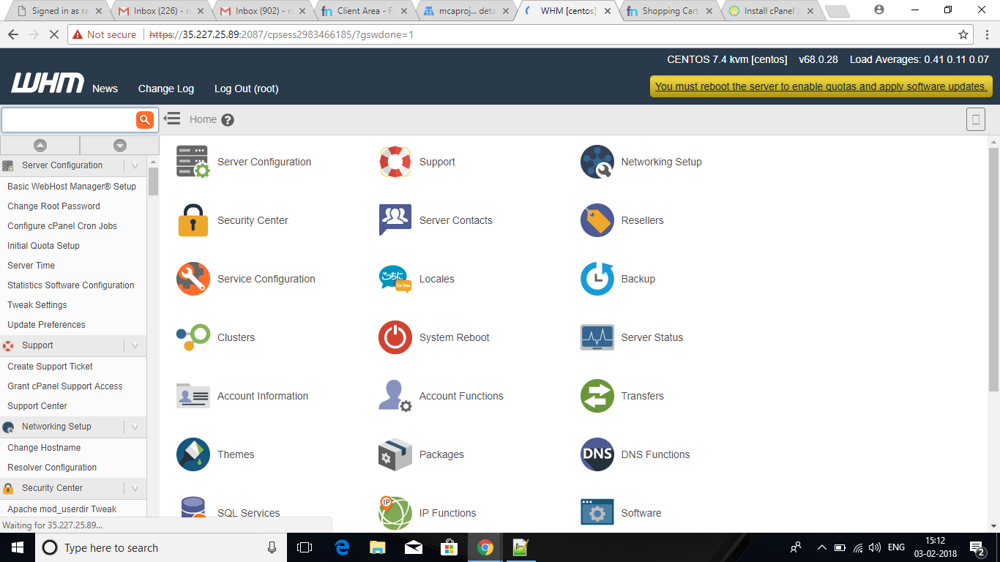 Signed in as ra
Inbox (226) - r
Inbox (902) - r
Client Area - F
mcaproj... deta
WHM [centos]
Shopping Cart
Install cPanel /
Not secure
https://35.227.25.89:2087/cpsess2983466185/?gswdone=1
CENTOS 7.4 kvm [centos] v68.0.28 Load Averages: 0.41 0.11 0.07
WHM
News Change Log Log Out (root)
You must reboot the server to enable quotas and apply software updates.
Home ?
Server Configuration
Basic WebHost Manager® Setup
Change Root Password
Configure cPanel Cron Jobs
Initial Quota Setup
Server Time
Statistics Software Configuration
Tweak Settings
Update Preferences
Support
Create Support Ticket
Grant cPanel Support Access
Support Center
Networking Setup
Change Hostname
Resolver Configuration
Security Center
Apache mod_userdir Tweak
Waiting for 35.227.25.89...
Server Configuration
Support
Networking Setup
Security Center
Server Contacts
Resellers
Service Configuration
Locales
Backup
Clusters
System Reboot
Server Status
Account Information
Account Functions
Transfers
Themes
Packages
DNS
DNS Functions
SQL Services
IP
IP Functions
Software
Type here to search
ENG
15:12
03-02-2018
2